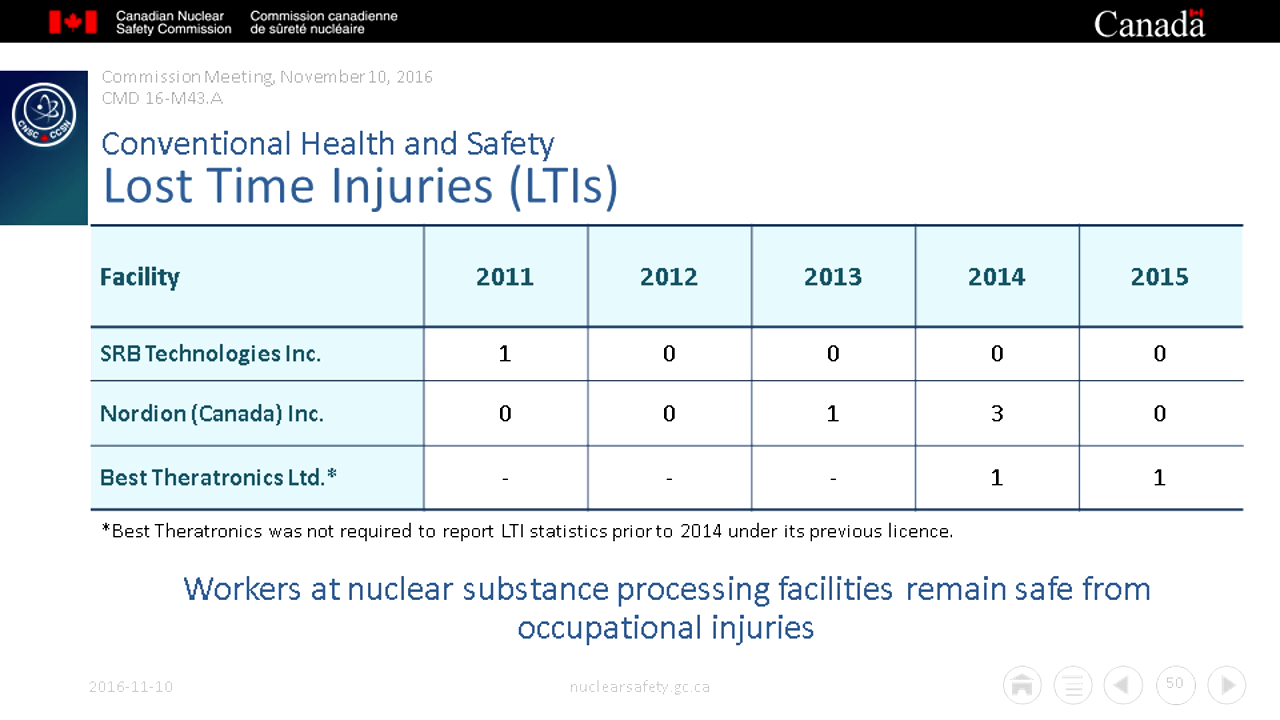 Canadian Nuclear Safety Commission
Commission canadienne de sûreté nucléaire
Canada
Commission Meeting, November 10, 2016
CMD 16-M43.A
CNSC CCSN
Conventional Health and Safety
Lost Time Injuries (LTIs)
Facility 2011 2012 2013 2014 2015
SRB Technologies Inc. 1 0 0 0 0
Nordion (Canada) Inc. 0 0 1 3 0
Best Theratronics Ltd.* - - - 1 1
*Best Theratronics was not required to report LTI statistics prior to 2014 under its previous licence.
Workers at nuclear substance processing facilities remain safe from
occupational injuries
2016-11-10 nuclearsafety.gc.ca 50